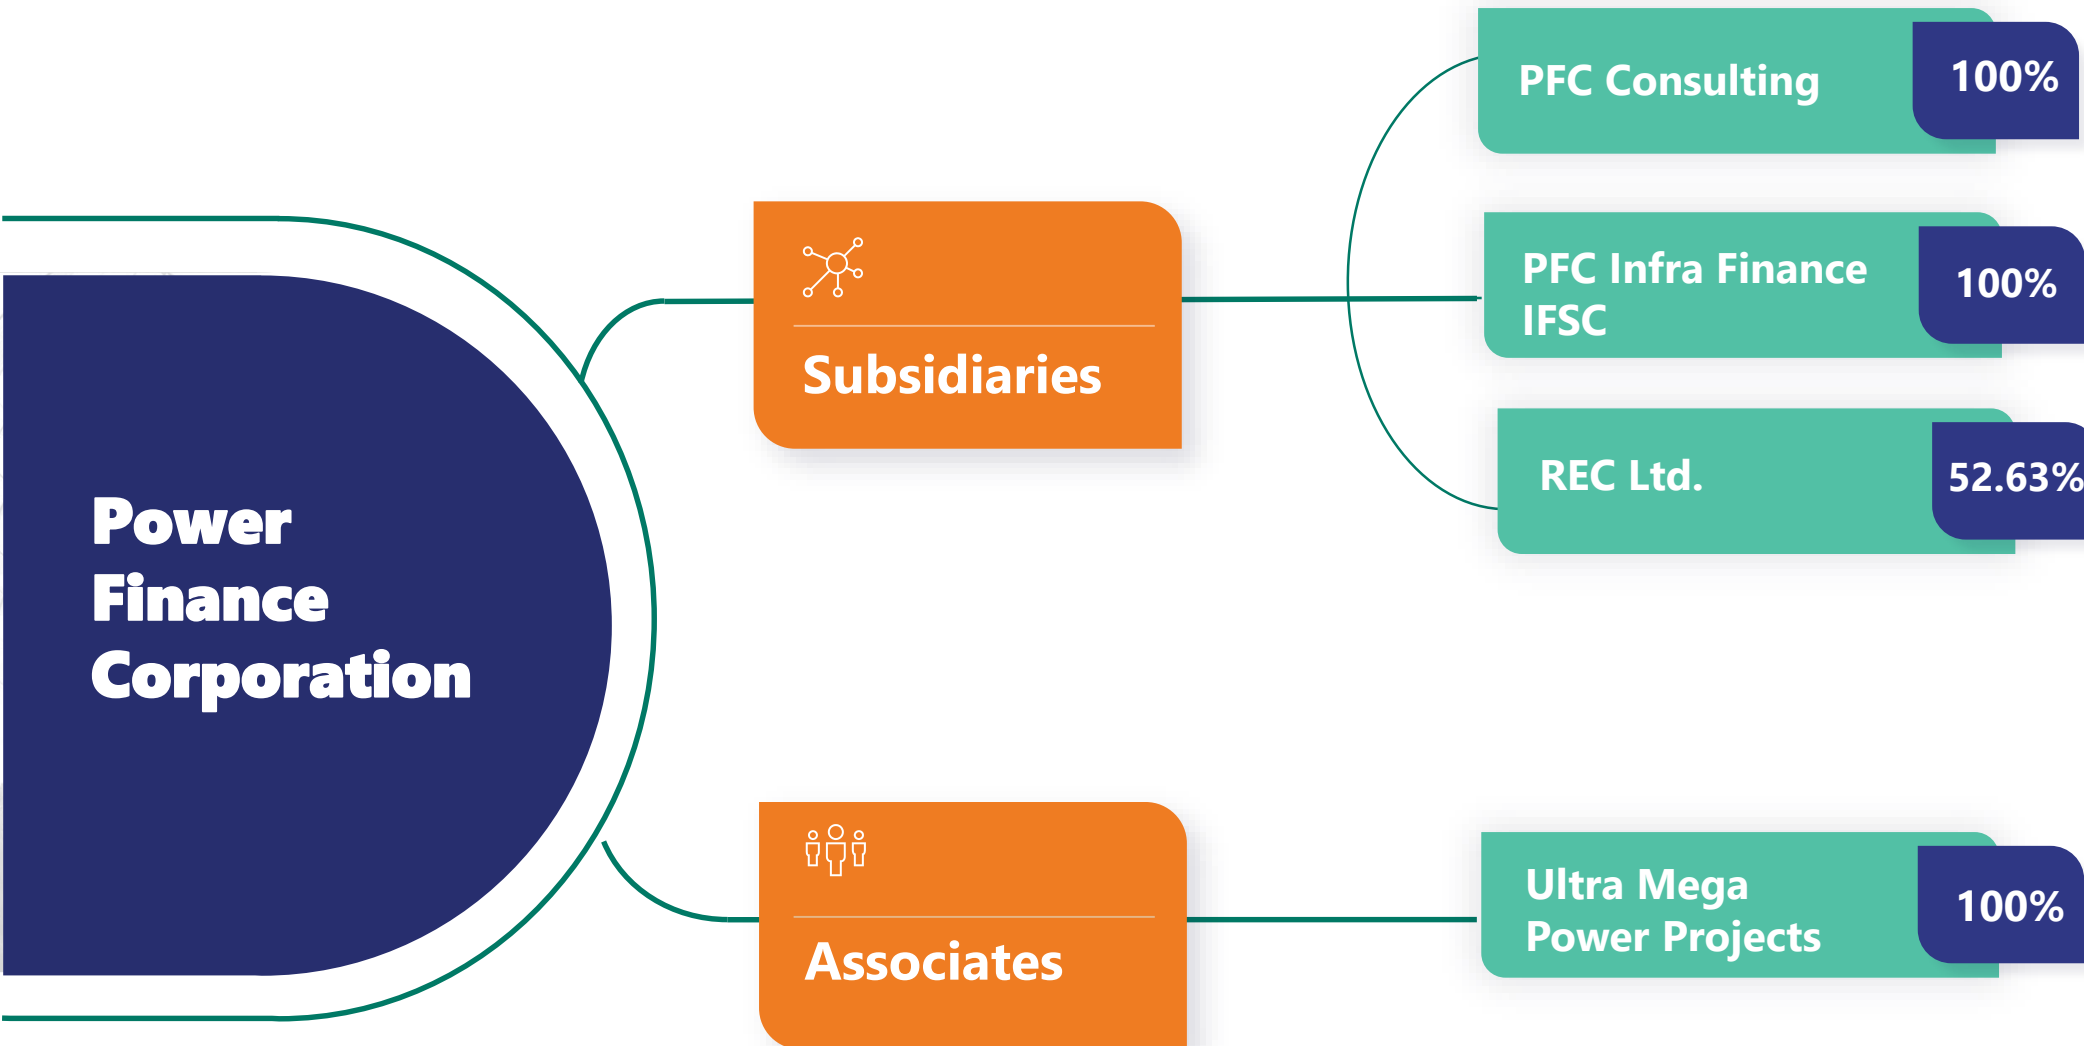 Power
Finance
Corporation
Subsidiaries
PFC Consulting
100%
PFC Infra Finance
IFSC
100%
REC Ltd.
52.63%
Associates
Ultra Mega
Power Projects
100%